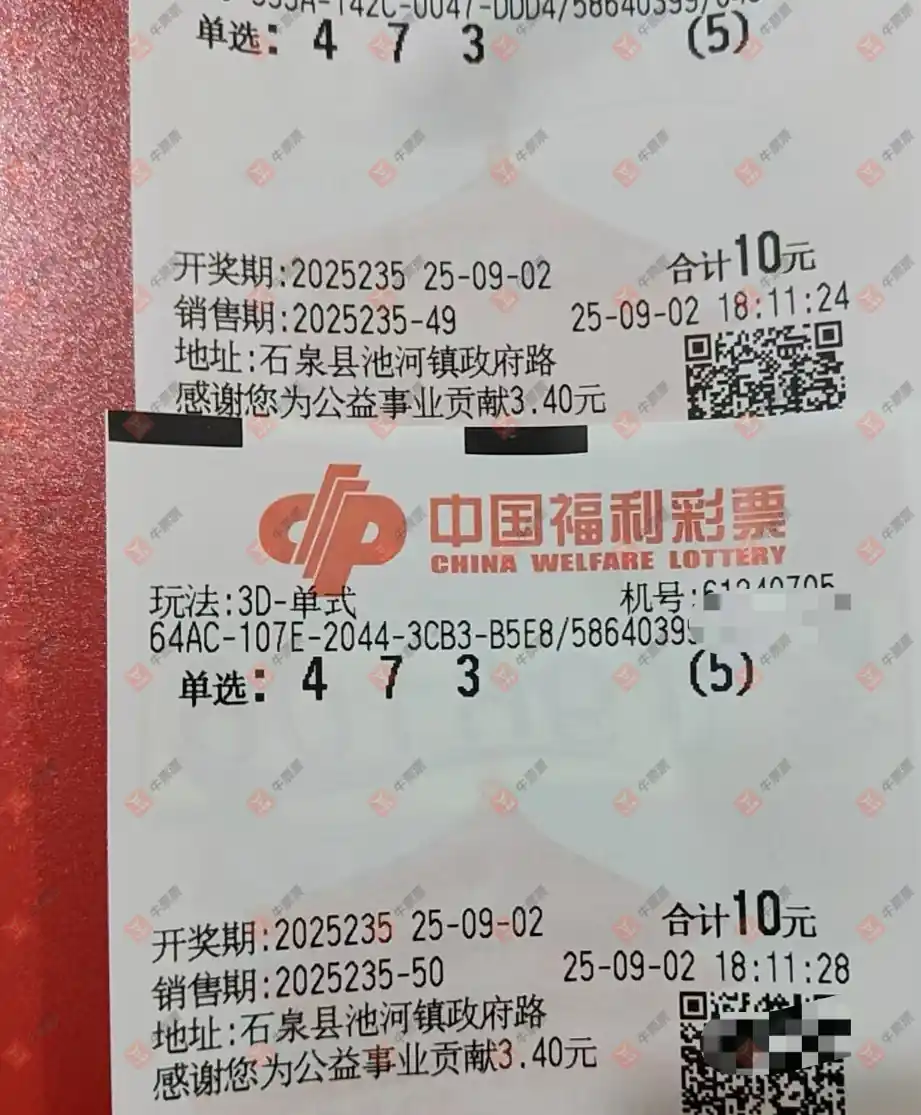 单选: 4 7 3 (5)
开奖期:2025235 25-09-02 合计10元
销售期:2025235-49 25-09-02 18:11:24
地址:石泉县池河镇政府路
感谢您为公益事业贡献3.40元
中国福利彩票
CHINA WELFARE LOTTERY
玩法:3D-单式 机号:
64AC-107E-2044-3CB3-B5E8/5864039
单选: 4 7 3 (5)
开奖期:2025235 25-09-02 合计10元
销售期:2025235-50 25-09-02 18:11:28
地址:石泉县池河镇政府路
感谢您为公益事业贡献3.40元